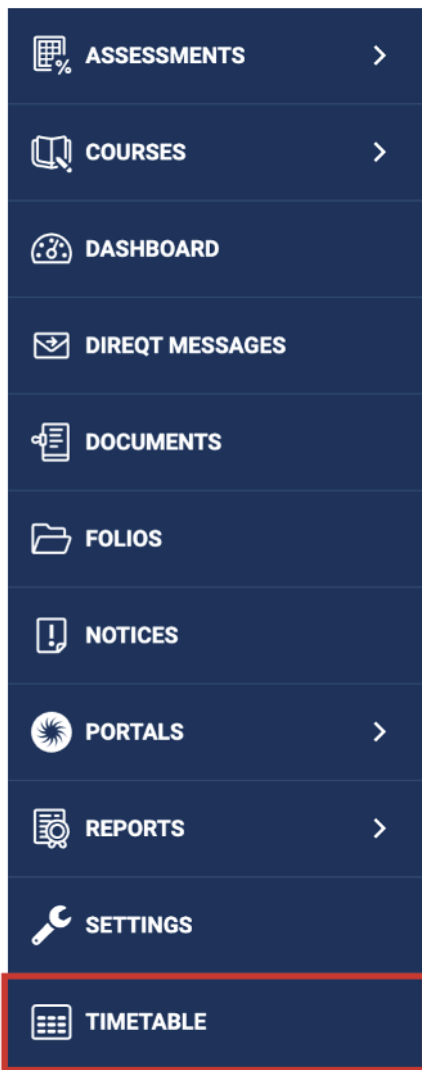 ASSESSMENTS
COURSES
DASHBOARD
DIREQT MESSAGES
DOCUMENTS
FOLIOS
NOTICES
PORTALS
REPORTS
SETTINGS
TIMETABLE